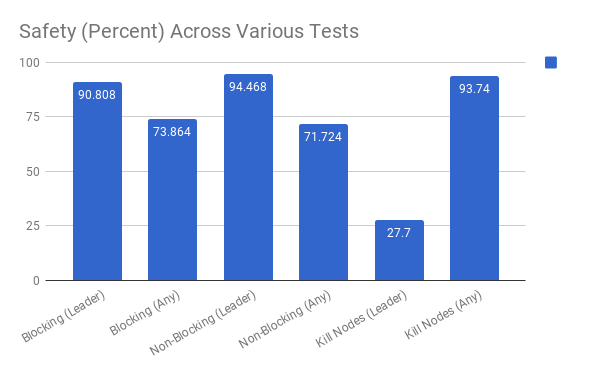 Safety (Percent) Across Various Tests
100
75
50
25
0
90.808
73.864
94.468
71.724
27.7
93.74
Blocking (Leader)
Blocking (Any)
Non-Blocking (Leader)
Non-Blocking (Any)
Kill Nodes (Leader)
Kill Nodes (Any)